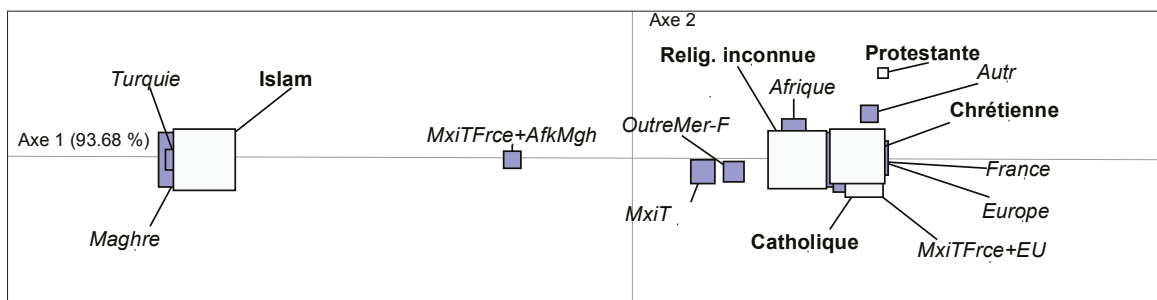 Axe 2
Relig. inconnue
Protestante
Turquie
Islam
Afrique
Autr
Chrétienne
Axe 1 (93.68 %)
MxiTFrce+AfkMgh
OutreMer-F
France
MxiT
Europe
Maghre
Catholique
MxiTFrce+EU